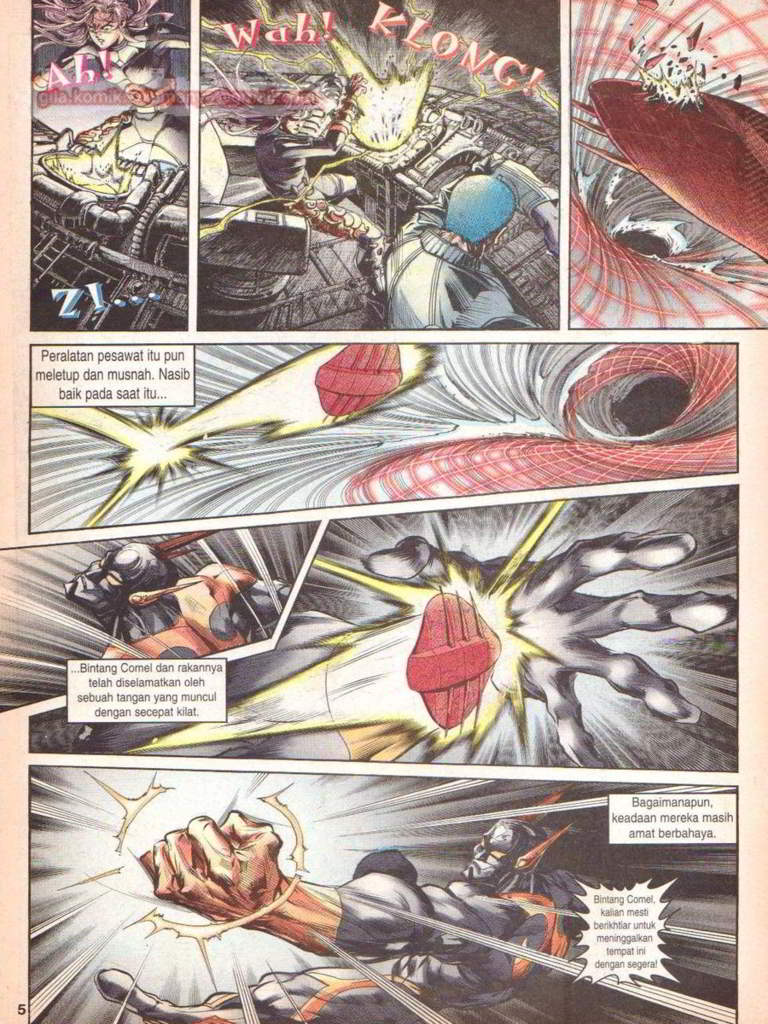 Ah!
Z!...
Wah!
KLONG!
Peralatan pesawat itu pun
meletup dan musnah. Nasib
baik pada saat itu...
...Bintang Comel dan rakannya
telah diselamatkan oleh
sebuah tangan yang muncul
dengan secepat kilat.
Bagaimanapun,
keadaan mereka masih
amat berbahaya.
Bintang Comel,
kalian mesti
berikhtiar untuk
meninggalkan
tempat ini
dengan segera!
5